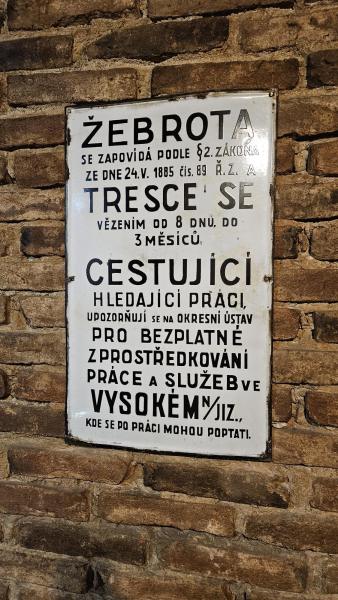 ŽEBROTA
SE ZAPOVÍDÁ PODLE §2. ZÁKONA
ZE DNE 24.V. 1885 čís. 89 Ř.Z. A
TRESCE SE
VĚZENÍM OD 8 DNŮ, DO
3 MĚSÍCŮ,
CESTUJÍCÍ
HLEDAJÍCÍ PRÁCI,
UPOZORŇUJÍ SE NA OKRESNÍ ÚSTAV
PRO BEZPLATNÉ
ZPROSTŘEDKOVÁNÍ
PRÁCE A SLUŽEB VE
VYSOKÉM N/JIZ.,
KDE SE PO PRÁCI MOHOU POPTATI.